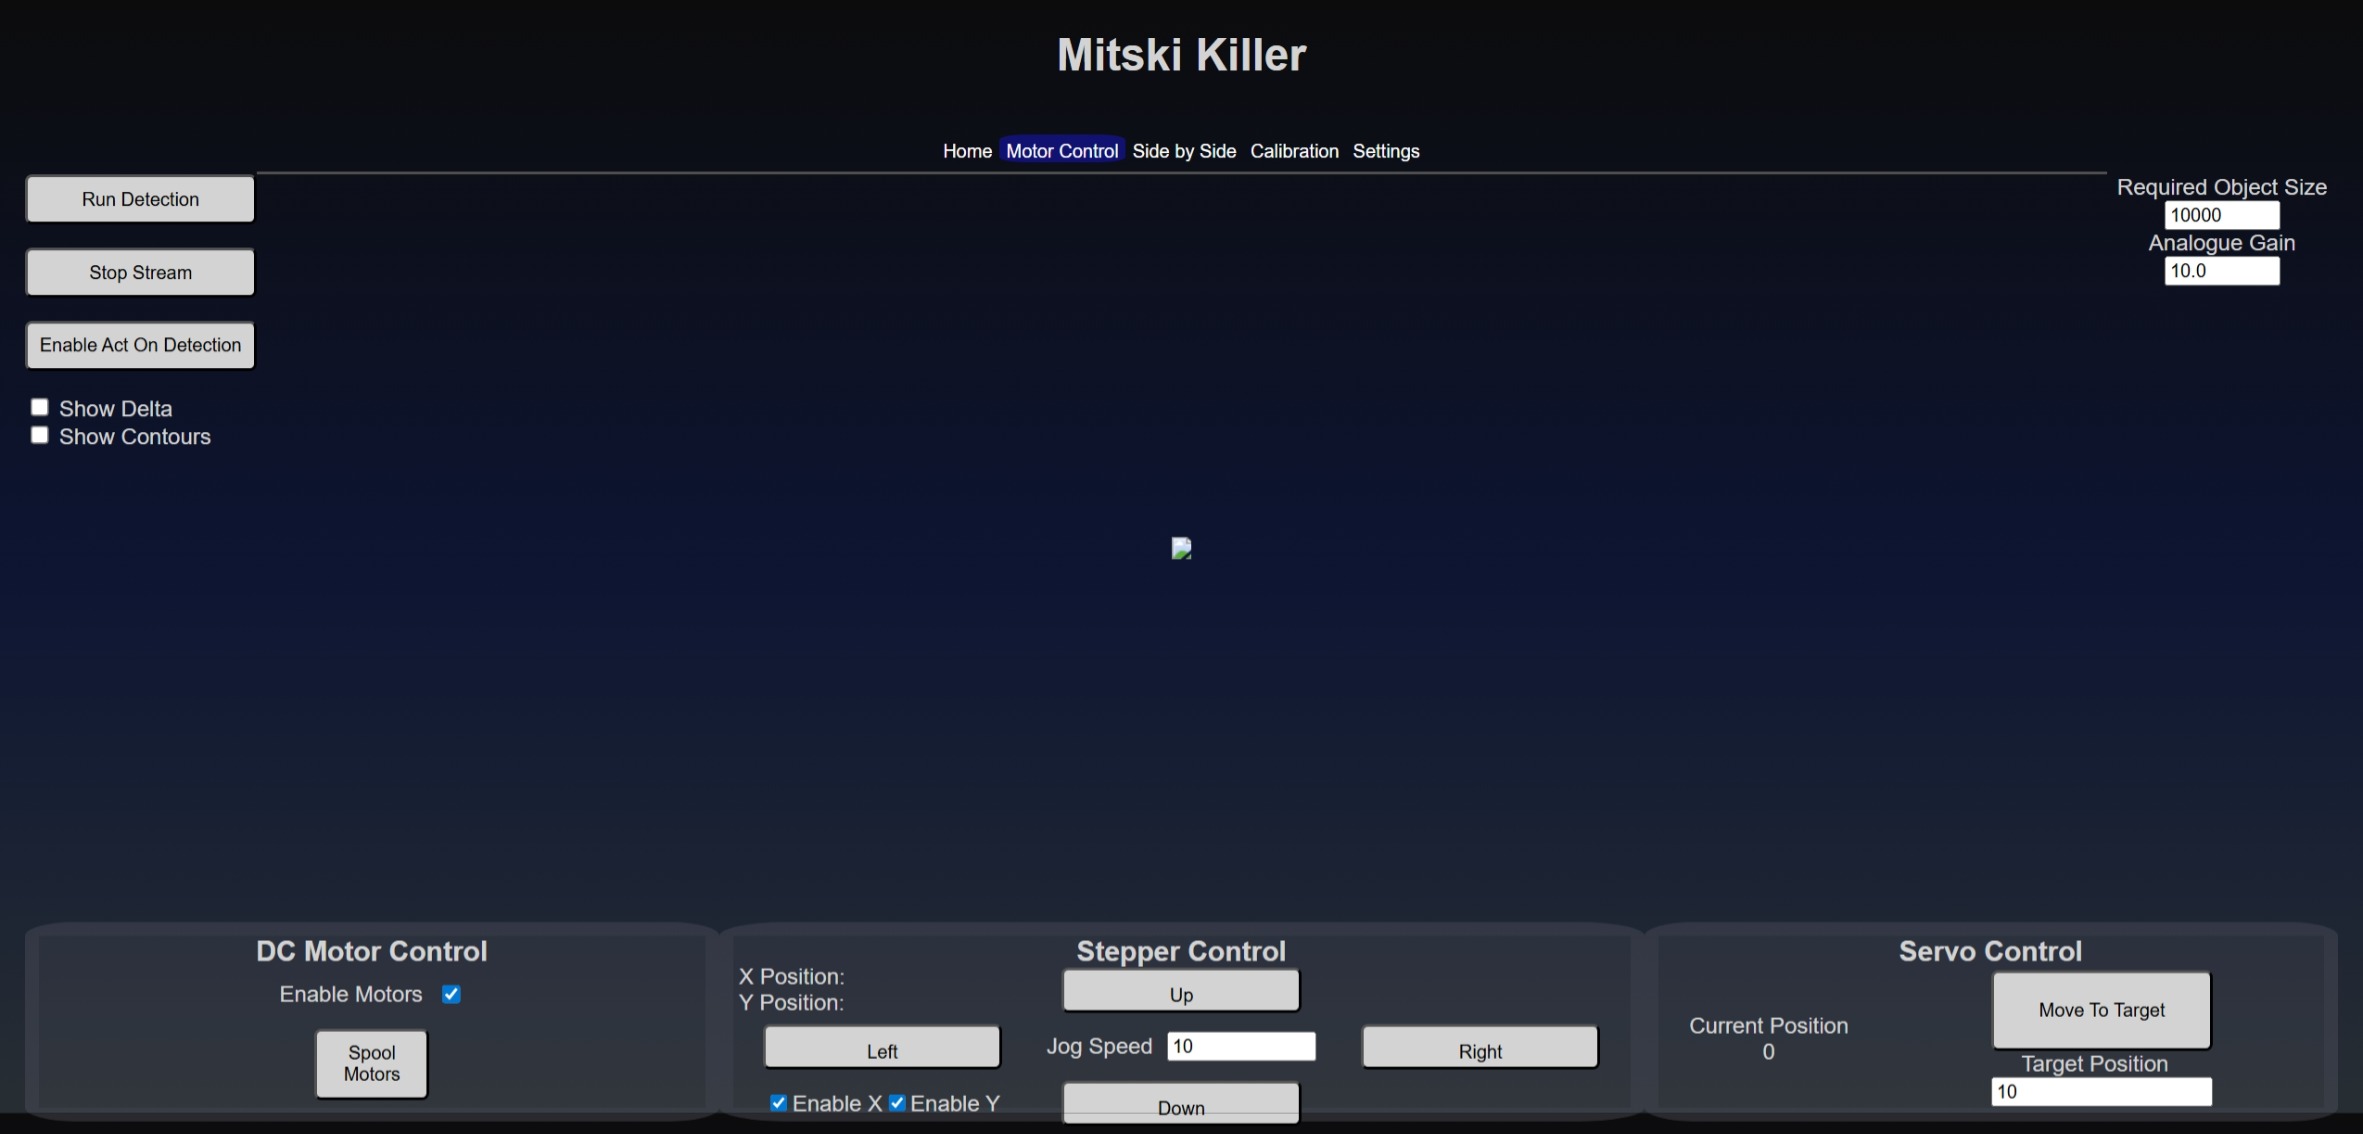 Mitski Killer
Home Motor Control Side by Side Calibration Settings
Run Detection
Stop Stream
Enable Act On Detection
Show Delta
Show Contours
Required Object Size
10000
Analogue Gain
10.0
DC Motor Control
Enable Motors
Spool
Motors
Stepper Control
X Position:
Y Position:
Up
Left
Jog Speed 10
Right
Enable X Enable Y
Down
Servo Control
Current Position
0
Move To Target
Target Position
10